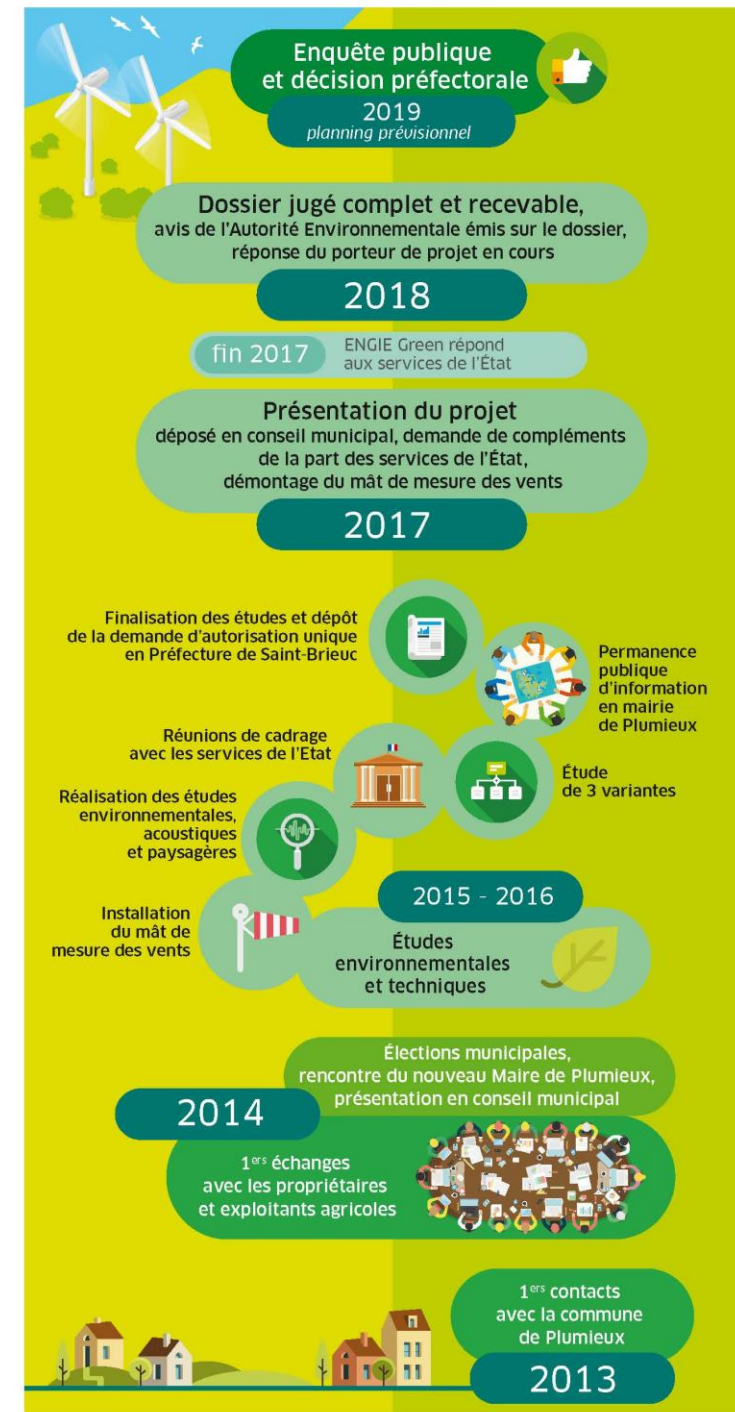 Enquête publique
et décision préfectorale
2019
planning prévisionnel
Dossier jugé complet et recevable,
avis de l'Autorité Environnementale émis sur le dossier,
réponse du porteur de projet en cours
2018
fin 2017
ENGIE Green répond
aux services de l'État
Présentation du projet
déposé en conseil municipal, demande de compléments
de la part des services de l'État,
démontage du mât de mesure des vents
2017
Finalisation des études et dépôt
de la demande d'autorisation unique
en Préfecture de Saint-Brieuc
Permanence
publique
d'information
en mairie
de Plumieux
Réunions de cadrage
avec les services de l'Etat
Étude
de 3 variantes
Réalisation des études
environnementales,
acoustiques
et paysagères
Installation
du mât de
mesure des vents
2015 - 2016
Études
environnementales
et techniques
Élections municipales,
rencontre du nouveau Maire de Plumieux,
présentation en conseil municipal
2014
1ers échanges
avec les propriétaires
et exploitants agricoles
1ers contacts
avec la commune
de Plumieux
2013